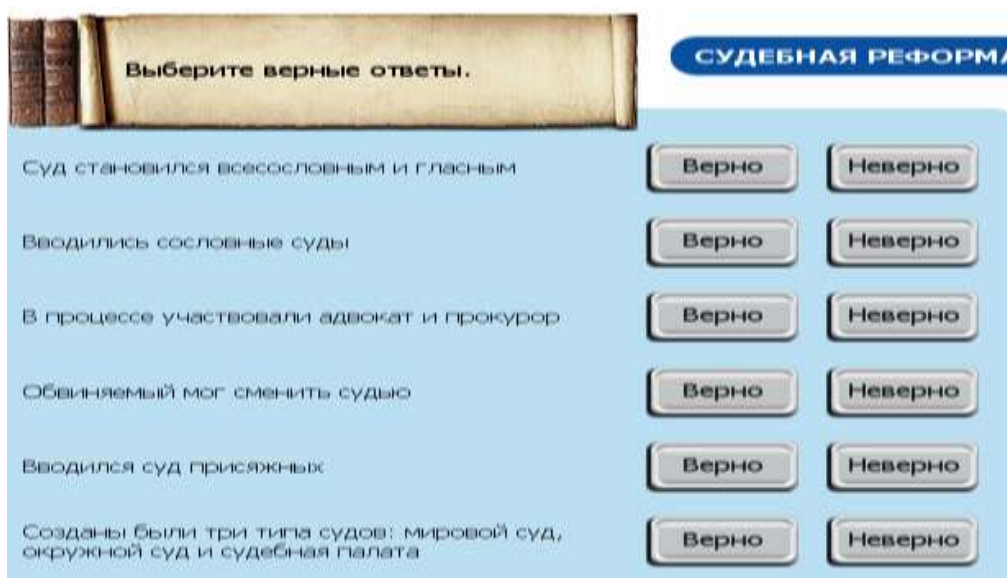 Выберите верные ответы.
СУДЕБНАЯ РЕФОРМА
Суд становился всесословным и гласным Верно Неверно
Вводились сословные суды Верно Неверно
В процессе участвовали адвокат и прокурор Верно Неверно
Обвиняемый мог сменить судью Верно Неверно
Вводился суд присяжных Верно Неверно
Созданы были три типа судов: мировой суд,
окружной суд и судебная палата Верно Неверно